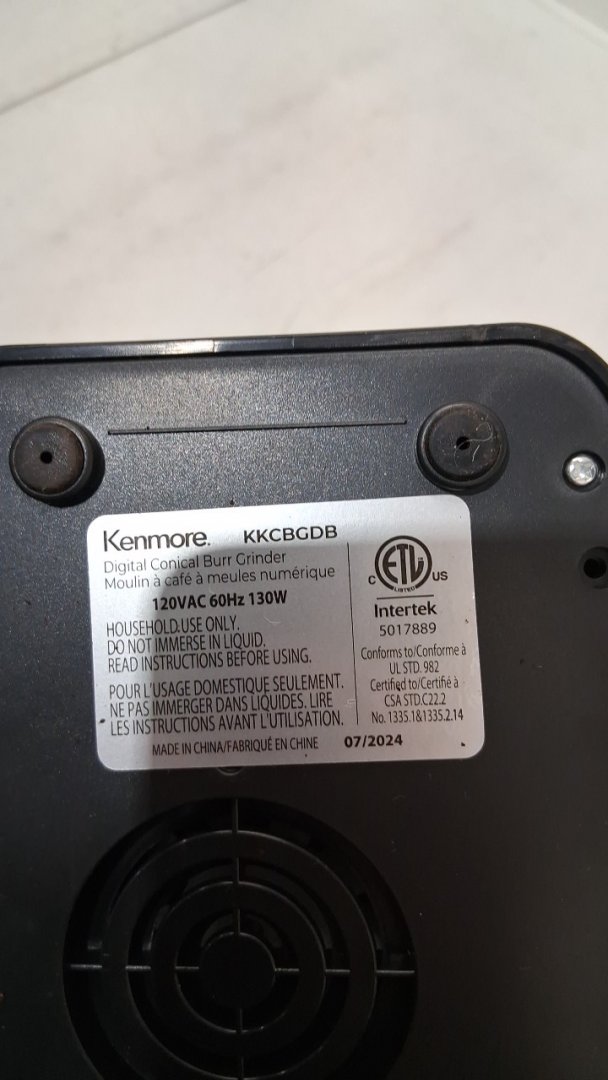 Kenmore. KKCBGDB
Digital Conical Burr Grinder
Moulin à café à meules numérique
120VAC 60Hz 130W
HOUSEHOLD USE ONLY.
DO NOT IMMERSE IN LIQUID.
READ INSTRUCTIONS BEFORE USING.
POUR L'USAGE DOMESTIQUE SEULEMENT.
NE PAS IMMERGER DANS LIQUIDES. LIRE
LES INSTRUCTIONS AVANT L'UTILISATION.
MADE IN CHINA/FABRIQUÉ EN CHINE 07/2024
C ETL US
LISTED
Intertek
5017889
Conforms to/Conforme à
UL STD. 982
Certified to/Certifié à
CSA STD.C22.2
No. 1335.1&1335.2.14